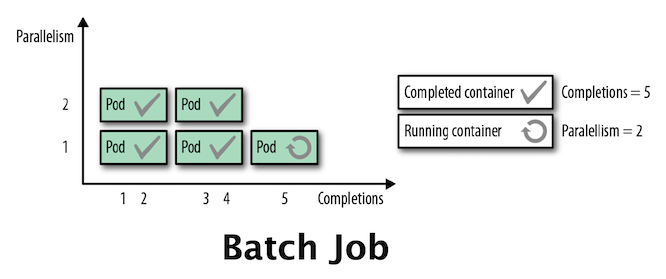 Parallelism
2
Pod
Pod
1
Pod
Pod
Pod
1 2 3 4 5 Completions
Completed container
Completions = 5
Running container
Paralellism = 2
Batch Job